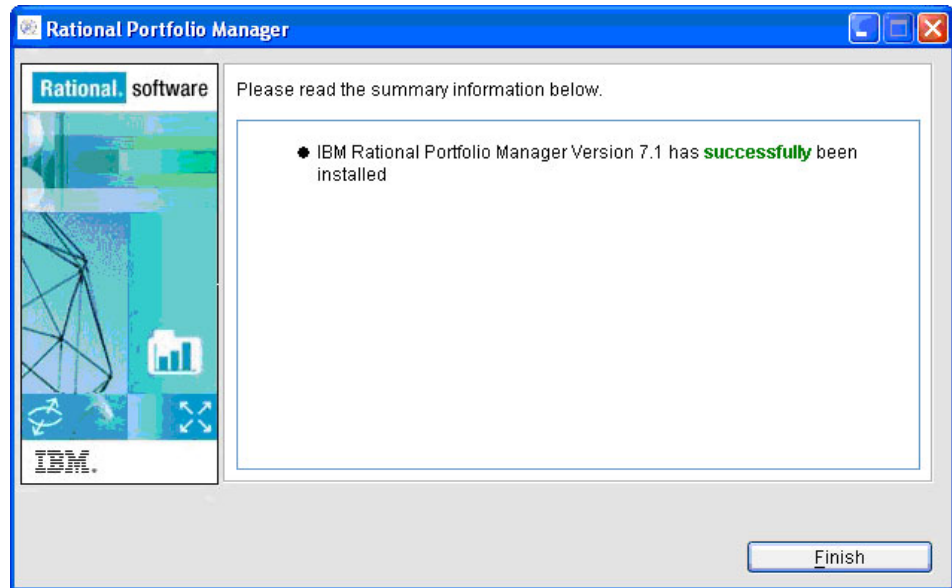 Rational Portfolio Manager
Rational. software
Please read the summary information below.
IBM Rational Portfolio Manager Version 7.1 has successfully been
installed
IBM.
Finish